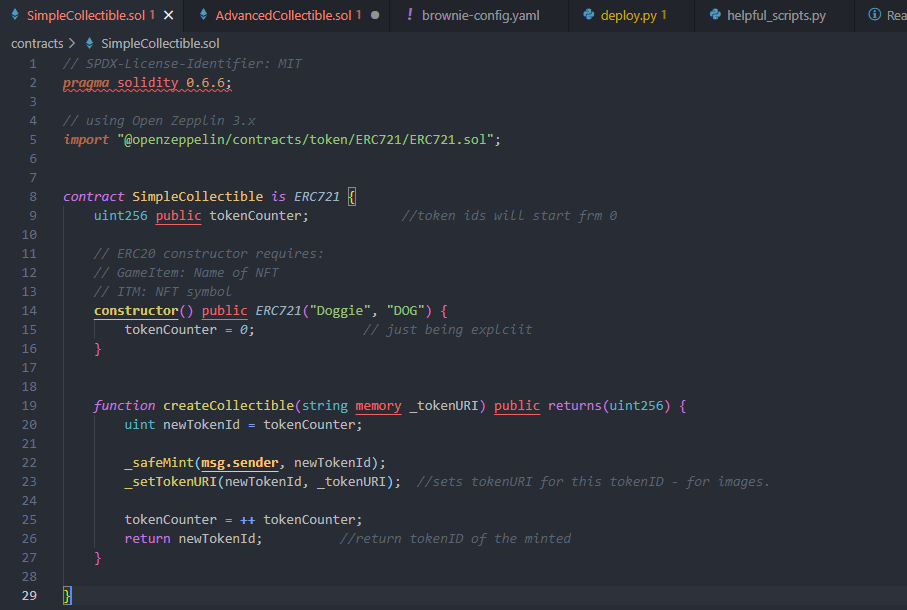 SimpleCollectible.sol 1 AdvancedCollectible.sol 1 brownie-config.yaml deploy.py 1 helpful_scripts.py Rea
contracts > SimpleCollectible.sol
1 // SPDX-License-Identifier: MIT
2 pragma solidity 0.6.6;
3
4 // using Open Zepplin 3.x
5 import "@openzeppelin/contracts/token/ERC721/ERC721.sol";
6
7
8 contract SimpleCollectible is ERC721 {
9 uint256 public tokenCounter; //token ids will start frm 0
10
11 // ERC20 constructor requires:
12 // GameItem: Name of NFT
13 // ITM: NFT symbol
14 constructor() public ERC721("Doggie", "DOG") {
15 tokenCounter = 0; // just being explciit
16 }
17
18
19 function createCollectible(string memory _tokenURI) public returns(uint256) {
20 uint newTokenId = tokenCounter;
21
22 _safeMint(msg.sender, newTokenId);
23 _setTokenURI(newTokenId, _tokenURI); //sets tokenURI for this tokenID - for images.
24
25 tokenCounter = ++ tokenCounter;
26 return newTokenId; //return tokenID of the minted
27 }
28
29 }